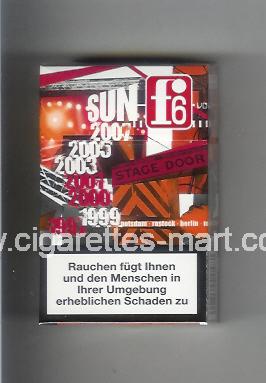 SUN f6
2007
2005
2003
STAGE DOOR
2001
2000
1999
potsdam · rostock · berlin
www.cigarettes-mart.com
Rauchen fügt Ihnen
und den Menschen in
Ihrer Umgebung
erheblichen Schaden zu